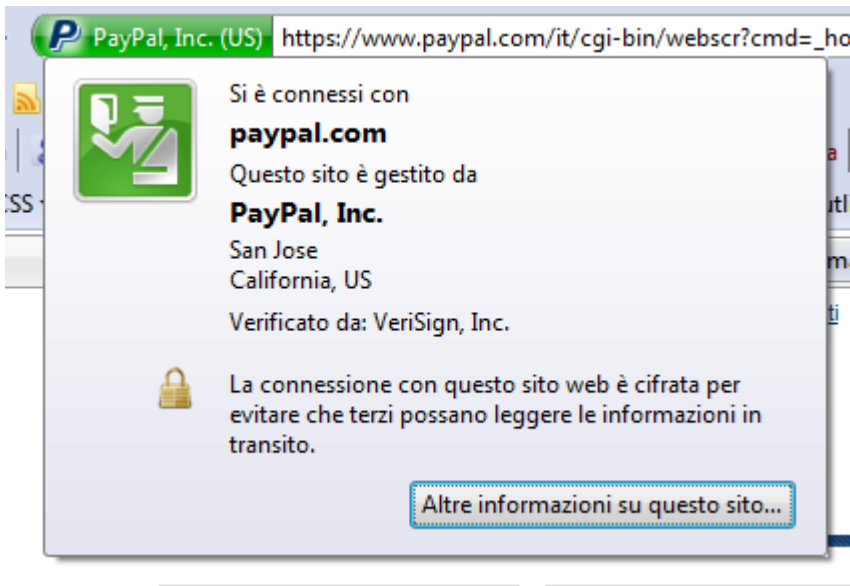 PayPal, Inc. (US) https://www.paypal.com/it/cgi-bin/webscr?cmd=_ho
Si è connessi con
paypal.com
Questo sito è gestito da
PayPal, Inc.
San Jose
California, US
Verificato da: VeriSign, Inc.
La connessione con questo sito web è cifrata per
evitare che terzi possano leggere le informazioni in
transito.
Altre informazioni su questo sito...